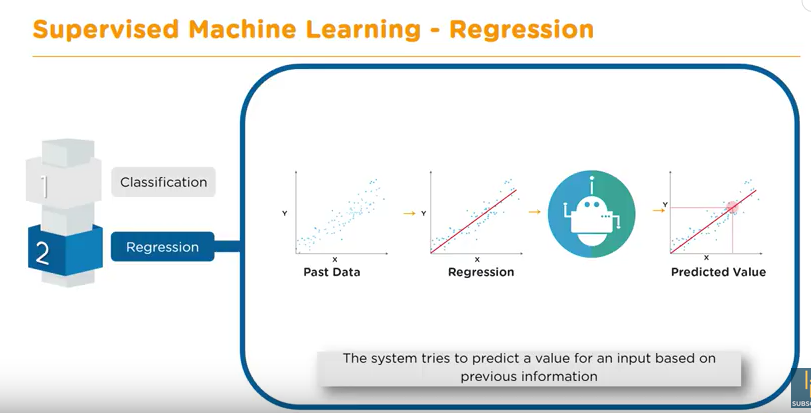 Supervised Machine Learning - Regression
1
Classification
2
Regression
Y
X
Past Data
Y
X
Regression
Y
X
Predicted Value
The system tries to predict a value for an input based on
previous information